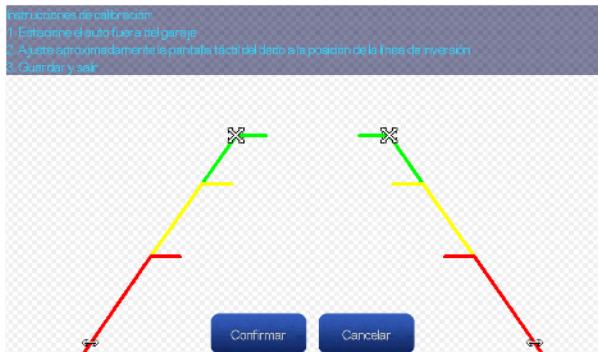 Instrucciones de calibración:
1. Estacione el auto fuera del garaje
2. Ajuste aproximadamente la pantalla táctil del dedo a la posición de la línea de inversión
3. Guardar y salir
Confirmar
Cancelar